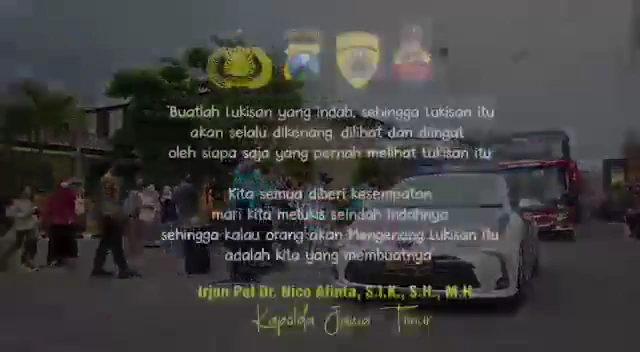 "Buatlah Lukisan yang Indah, sehingga Lukisan itu
akan selalu dikenang, dilihat dan diingat
oleh siapa saja yang pernah melihat lukisan itu
Kita semua diberi kesempatan
mari kita melukis seindah indahnya
sehingga kalau orang akan Mengenang Lukisan itu
adalah kita yang membuatnya
Irjen Pol Dr. Nico Afinta, S.I.K., S.H., M.H
Kapolda Jawa Timur